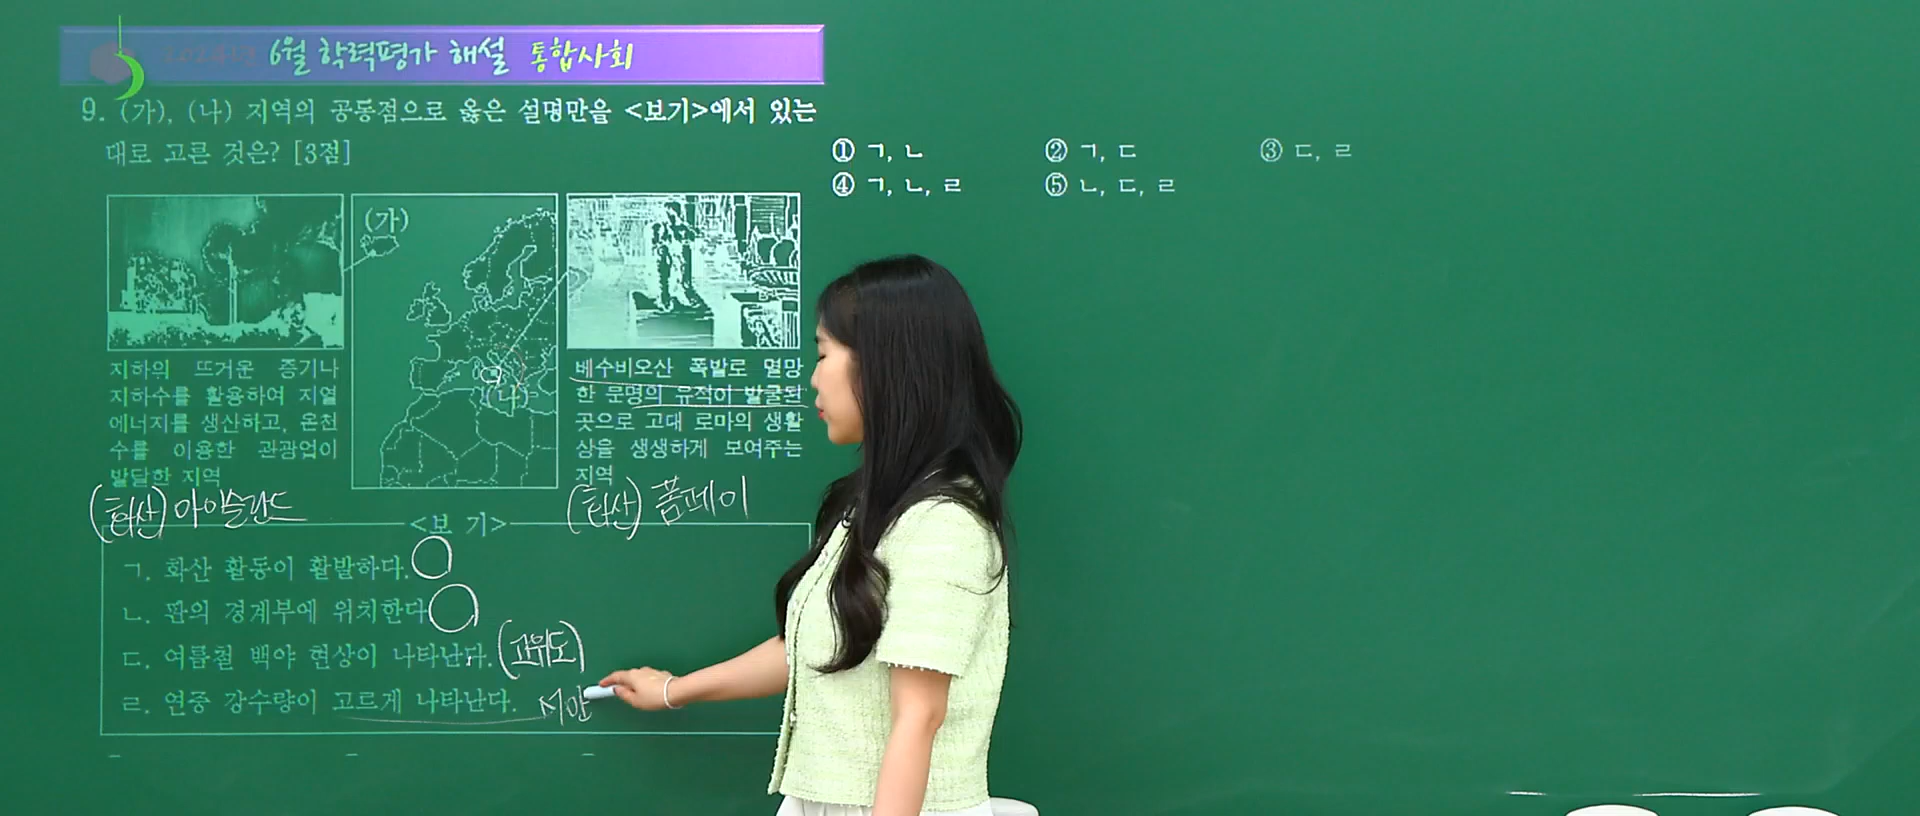 2024년 6월 학력평가 해설 통합사회
9. (가), (나) 지역의 공통점으로 옳은 설명만을 <보기>에서 있는
대로 고른 것은? [3점]
① ㄱ, ㄴ
② ㄱ, ㄷ
③ ㄷ, ㄹ
④ ㄱ, ㄴ, ㄹ
⑤ ㄴ, ㄷ, ㄹ
(가)
(나)
지하의 뜨거운 증기나
지하수를 활용하여 지열
에너지를 생산하고, 온천
수를 이용한 관광업이
발달한 지역
베수비오산 폭발로 멸망
한 문명의 유적이 발굴된
곳으로 고대 로마의 생활
상을 생생하게 보여주는
지역
(화산) 아이슬란드
(화산) 폼페이
<보 기>
ㄱ. 화산 활동이 활발하다.
ㄴ. 판의 경계부에 위치한다.
ㄷ. 여름철 백야 현상이 나타난다. (고위도)
ㄹ. 연중 강수량이 고르게 나타난다. 서안